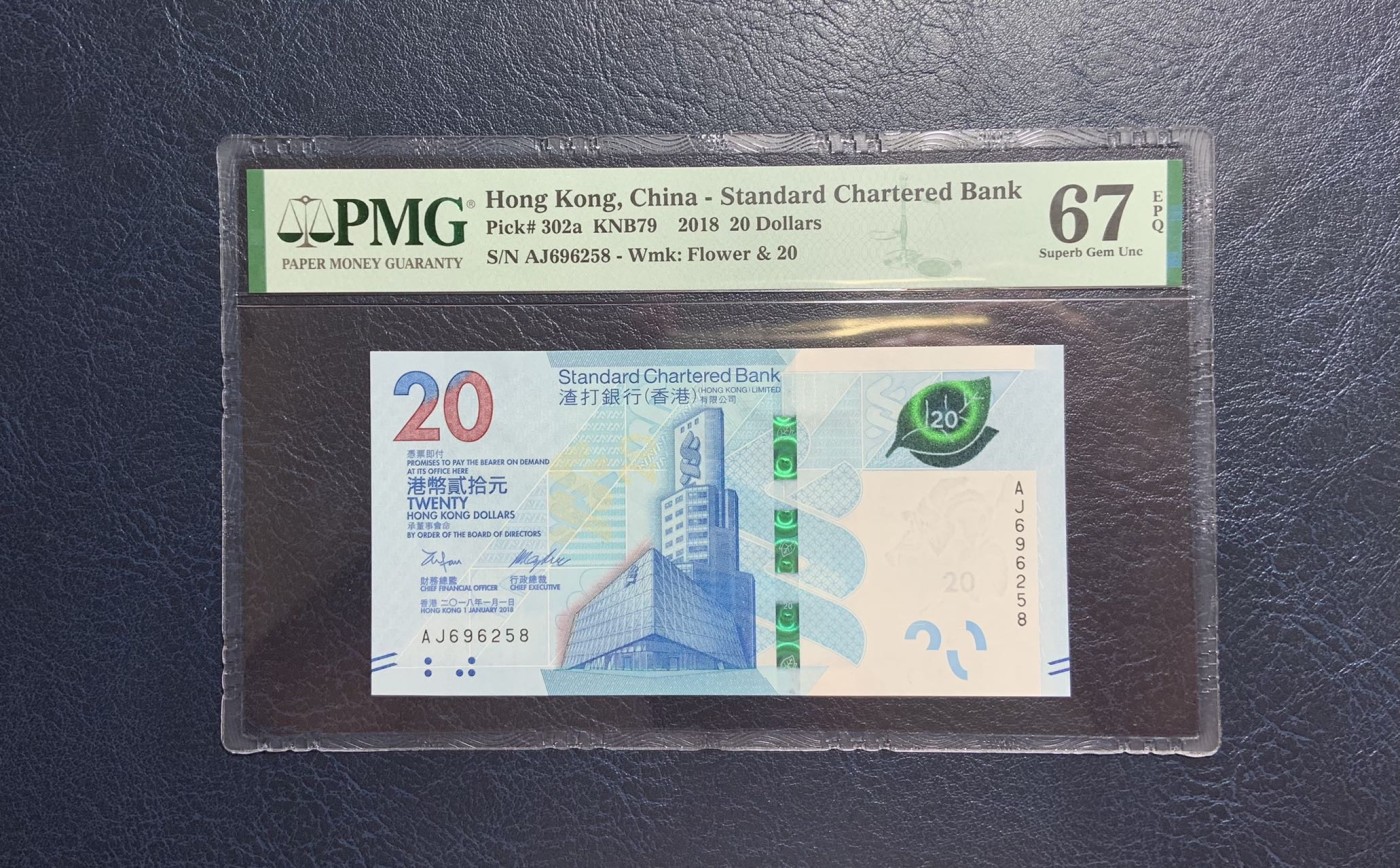 PMG®
PAPER MONEY GUARANTY
Hong Kong, China - Standard Chartered Bank
Pick# 302a KNB79 2018 20 Dollars
S/N AJ696258 - Wmk: Flower & 20
67
EPQ
Superb Gem Unc
20
Standard Chartered Bank
渣打銀行(香港)
(HONG KONG) LIMITED
有限公司
20
憑票即付
PROMISES TO PAY THE BEARER ON DEMAND
AT ITS OFFICE HERE
港幣貳拾元
TWENTY
HONG KONG DOLLARS
承董事會命
BY ORDER OF THE BOARD OF DIRECTORS
財務總監 行政總裁
CHIEF FINANCIAL OFFICER CHIEF EXECUTIVE
香港 二〇一八年一月一日
HONG KONG 1 JANUARY 2018
AJ696258
AJ696258
20
20